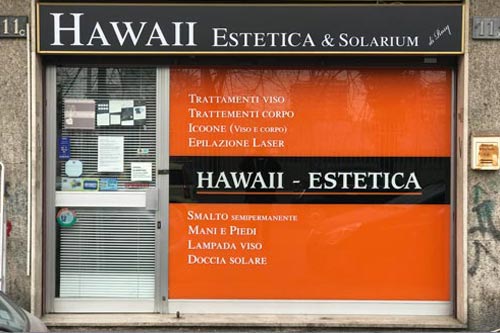 11c
HAWAII ESTETICA & SOLARIUM
TRATTAMENTI VISO
TRATTEMENTI CORPO
ICOONE (VISO E CORPO)
EPILAZIONE LASER
HAWAII - ESTETICA
SMALTO SEMIPERMANENTE
MANI E PIEDI
LAMPADA VISO
DOCCIA SOLARE